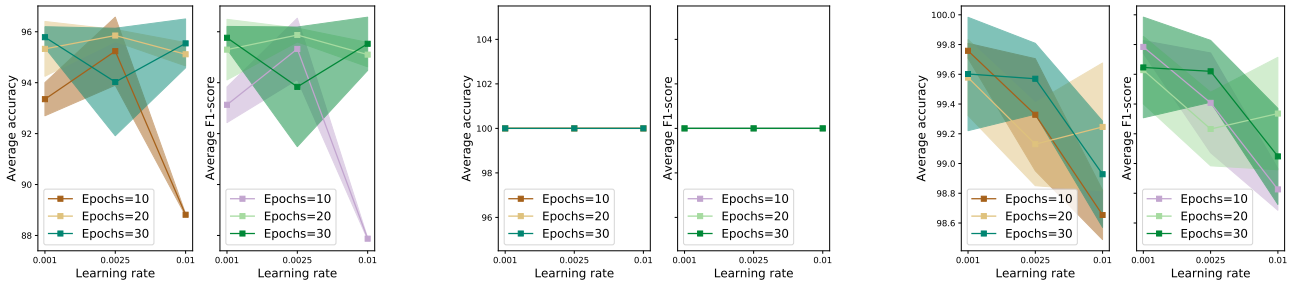 96
94
92
90
88
Average accuracy
Epochs=10
Epochs=20
Epochs=30
0.001
0.0025
0.01
Learning rate
Average F1-score
Epochs=10
Epochs=20
Epochs=30
0.001
0.0025
0.01
Learning rate
104
102
100
98
96
Average accuracy
Epochs=10
Epochs=20
Epochs=30
0.001
0.0025
0.01
Learning rate
Average F1-score
Epochs=10
Epochs=20
Epochs=30
0.001
0.0025
0.01
Learning rate
100.0
99.8
99.6
99.4
99.2
99.0
98.8
98.6
Average accuracy
Epochs=10
Epochs=20
Epochs=30
0.001
0.0025
0.01
Learning rate
Average F1-score
Epochs=10
Epochs=20
Epochs=30
0.001
0.0025
0.01
Learning rate